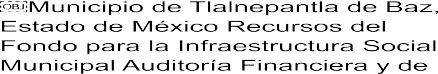 Municipio de Tlalnepantla de Baz,
Estado de México Recursos del
Fondo para la Infraestructura Social
Municipal Auditoría Financiera y de